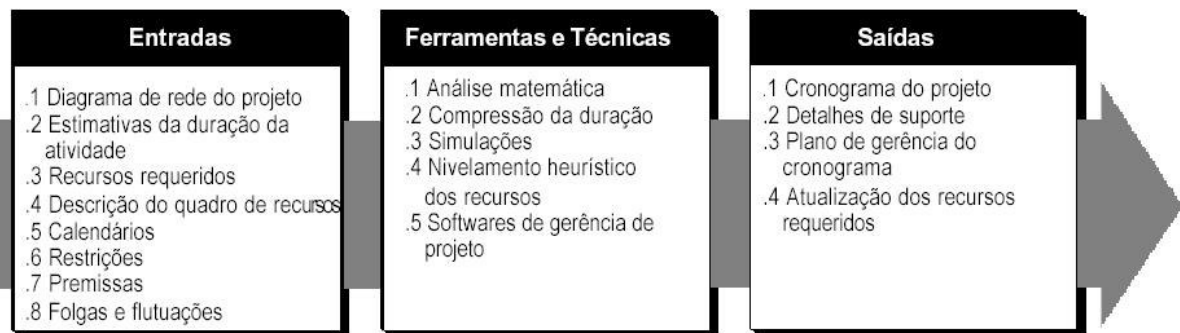 Entradas
.1 Diagrama de rede do projeto
.2 Estimativas da duração da
atividade
.3 Recursos requeridos
.4 Descrição do quadro de recursos
.5 Calendários
.6 Restrições
.7 Premissas
.8 Folgas e flutuações
Ferramentas e Técnicas
.1 Análise matemática
.2 Compressão da duração
.3 Simulações
.4 Nivelamento heurístico
dos recursos
.5 Softwares de gerência de
projeto
Saídas
.1 Cronograma do projeto
.2 Detalhes de suporte
.3 Plano de gerência do
cronograma
.4 Atualização dos recursos
requeridos